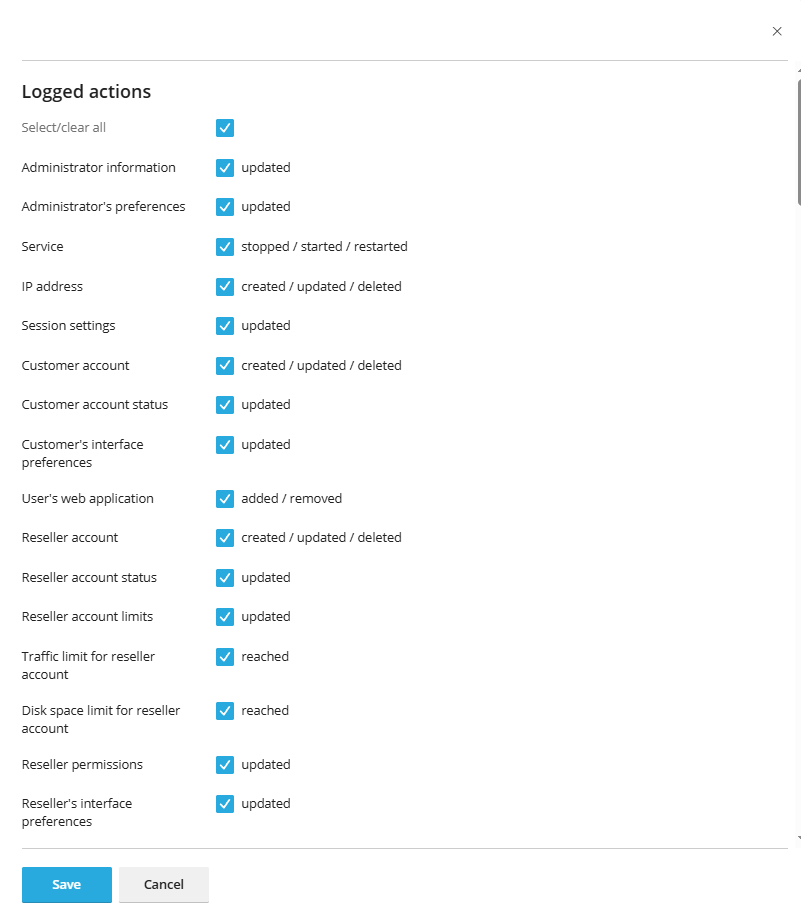 Logged actions
Select/clear all
Administrator information updated
Administrator's preferences updated
Service stopped / started / restarted
IP address created / updated / deleted
Session settings updated
Customer account created / updated / deleted
Customer account status updated
Customer's interface updated
preferences
User's web application added / removed
Reseller account created / updated / deleted
Reseller account status updated
Reseller account limits updated
Traffic limit for reseller reached
account
Disk space limit for reseller reached
account
Reseller permissions updated
Reseller's interface updated
preferences
Save Cancel